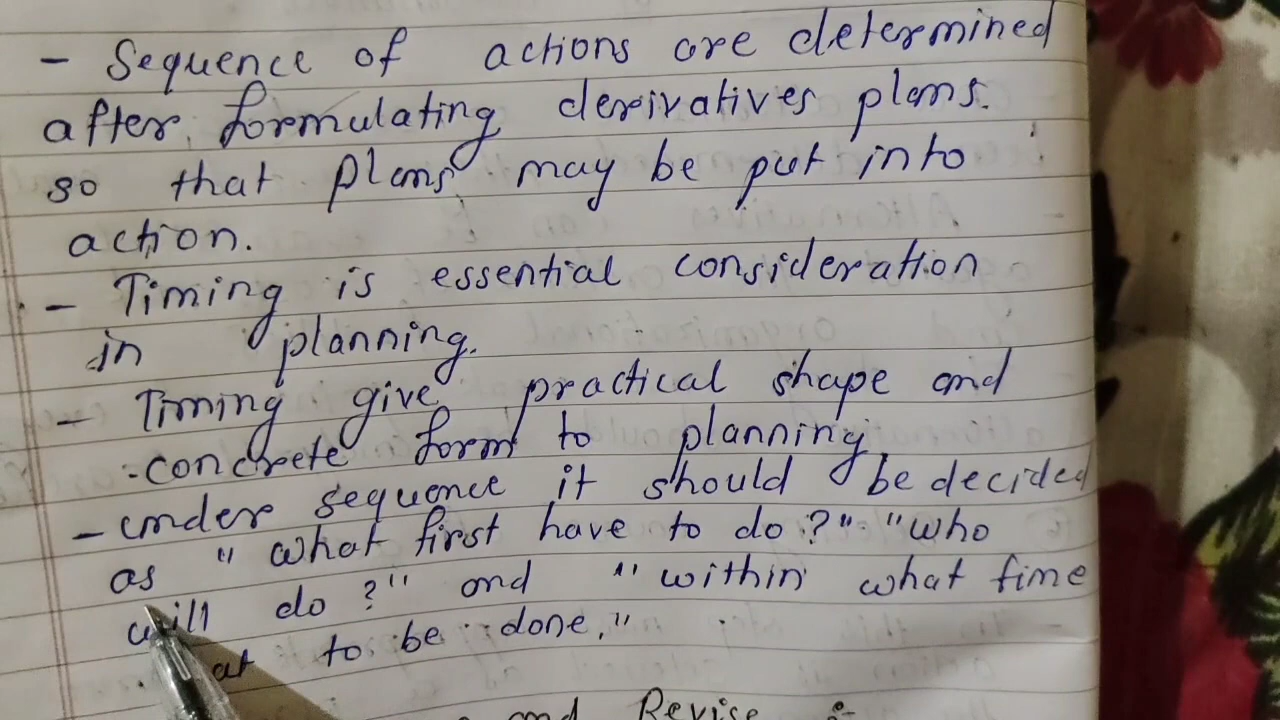 - Sequence of actions are determined
after formulating derivatives plans.
so that plans may be put into
action.
- Timing is essential consideration
in planning.
- Timing give practical shape and
concrete form to planning
- under sequence it should be decided
as "what first have to do?" "who
will do?" and "within what time
at to be done."
and Revise :-